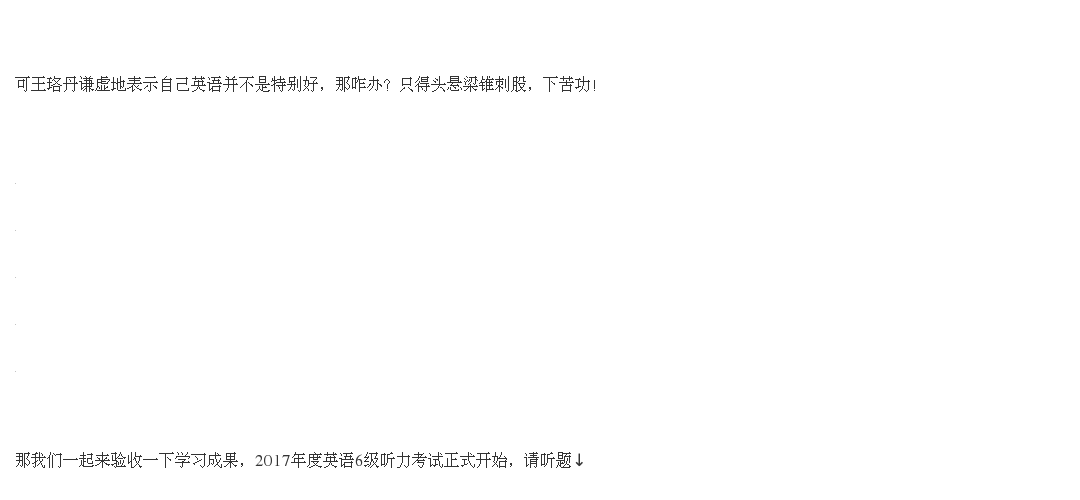 可王珞丹谦虚地表示自己英语并不是特别好，那咋办？只得头悬梁锥刺股，下苦功！
那我们一起来验收一下学习成果，2017年度英语6级听力考试正式开始，请听题↓